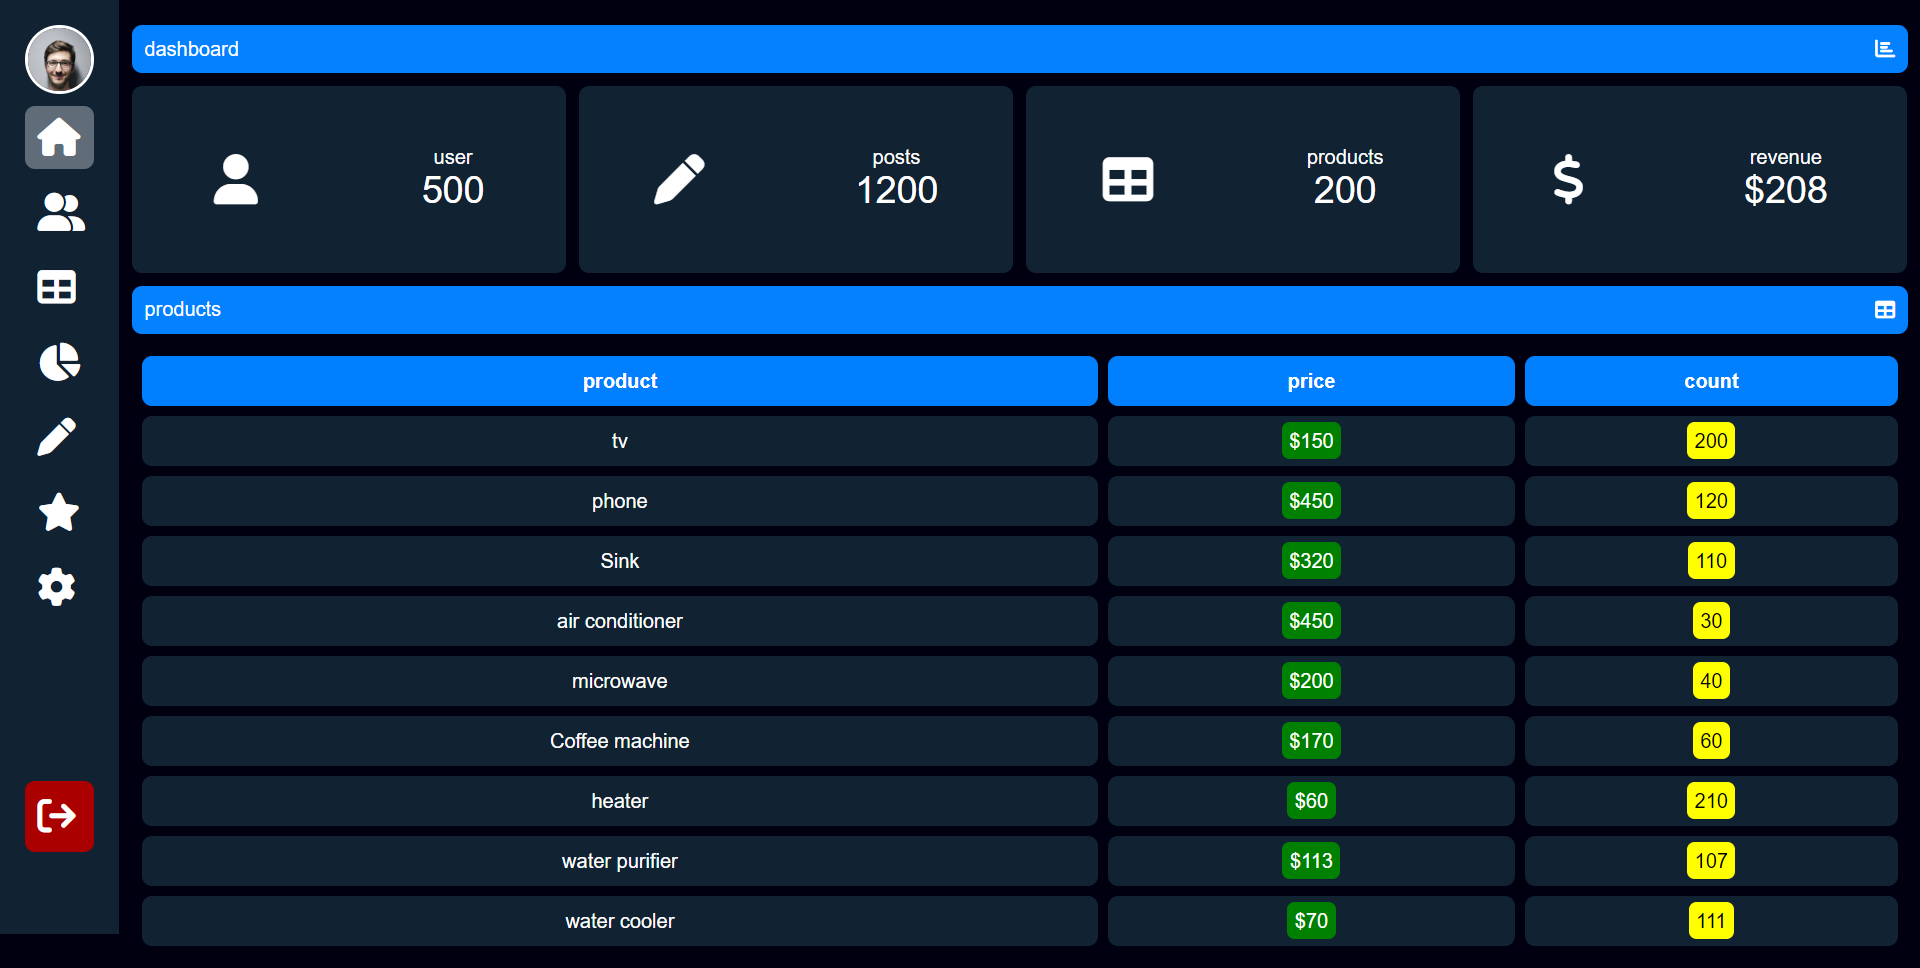 dashboard
user
500
posts
1200
products
200
revenue
$208
products
product price count
tv $150 200
phone $450 120
Sink $320 110
air conditioner $450 30
microwave $200 40
Coffee machine $170 60
heater $60 210
water purifier $113 107
water cooler $70 111